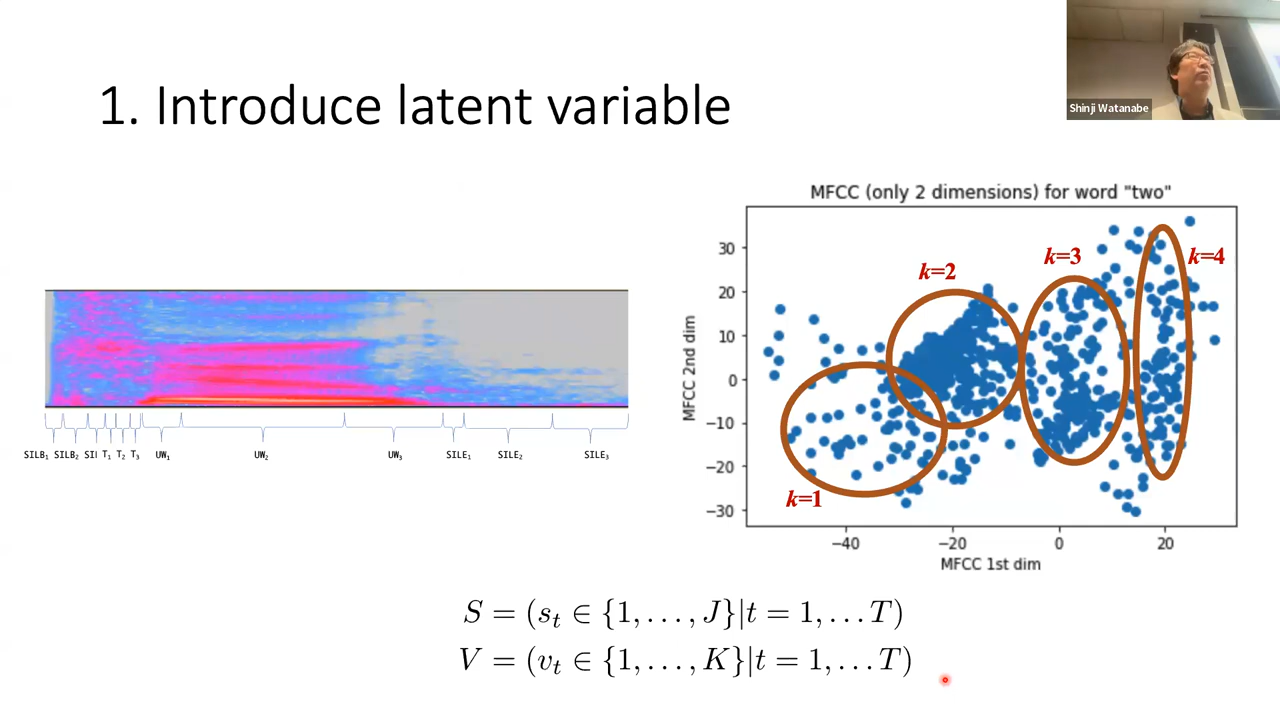 Shinji Watanabe
1. Introduce latent variable
MFCC (only 2 dimensions) for word "two"
k=1
k=2
k=3
k=4
30
20
10
0
−10
−20
−30
MFCC 2nd dim
−40 −20 0 20
MFCC 1st dim
SILB₁ SILB₂ SI T₁ T₂ T₃ UW₁ UW₂ UW₃ SILE₁ SILE₂ SILE₃
S = (sₜ ∈ {1, . . . , J}|t = 1, . . . T)
V = (vₜ ∈ {1, . . . , K}|t = 1, . . . T)